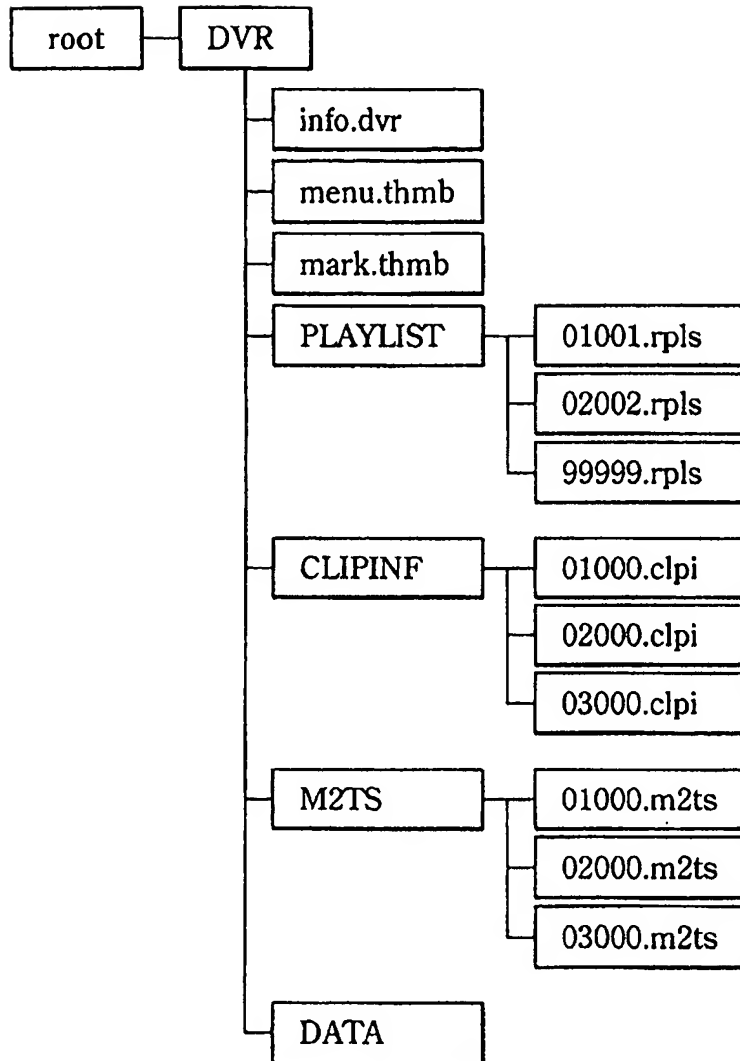 root
DVR
info.dvr
menu.thmb
mark.thmb
PLAYLIST
01001.rpls
02002.rpls
99999.rpls
CLIPINF
01000.clpi
02000.clpi
03000.clpi
M2TS
01000.m2ts
02000.m2ts
03000.m2ts
DATA